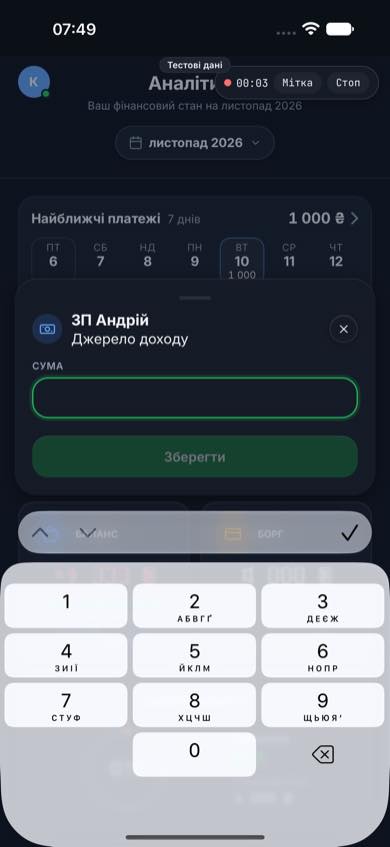 07:49
Тестові дані
K
Аналіти
00:03 Мітка Стоп
Ваш фінансовий стан на листопад 2026
листопад 2026
Найближчі платежі 7 днів 1 000 ₴
ПТ СБ НД ПН ВТ СР ЧТ
6 7 8 9 10 11 12
1 000
ЗП Андрій
Джерело доходу
СУМА
Зберегти
БАЛАНС БОРГ
1 2 3
АБВГҐ ДЕЄЖ
4 5 6
ЗИІЇ ЙКЛМ НОПР
7 8 9
СТУФ ХЦЧШ ЩЬЮЯ'
0